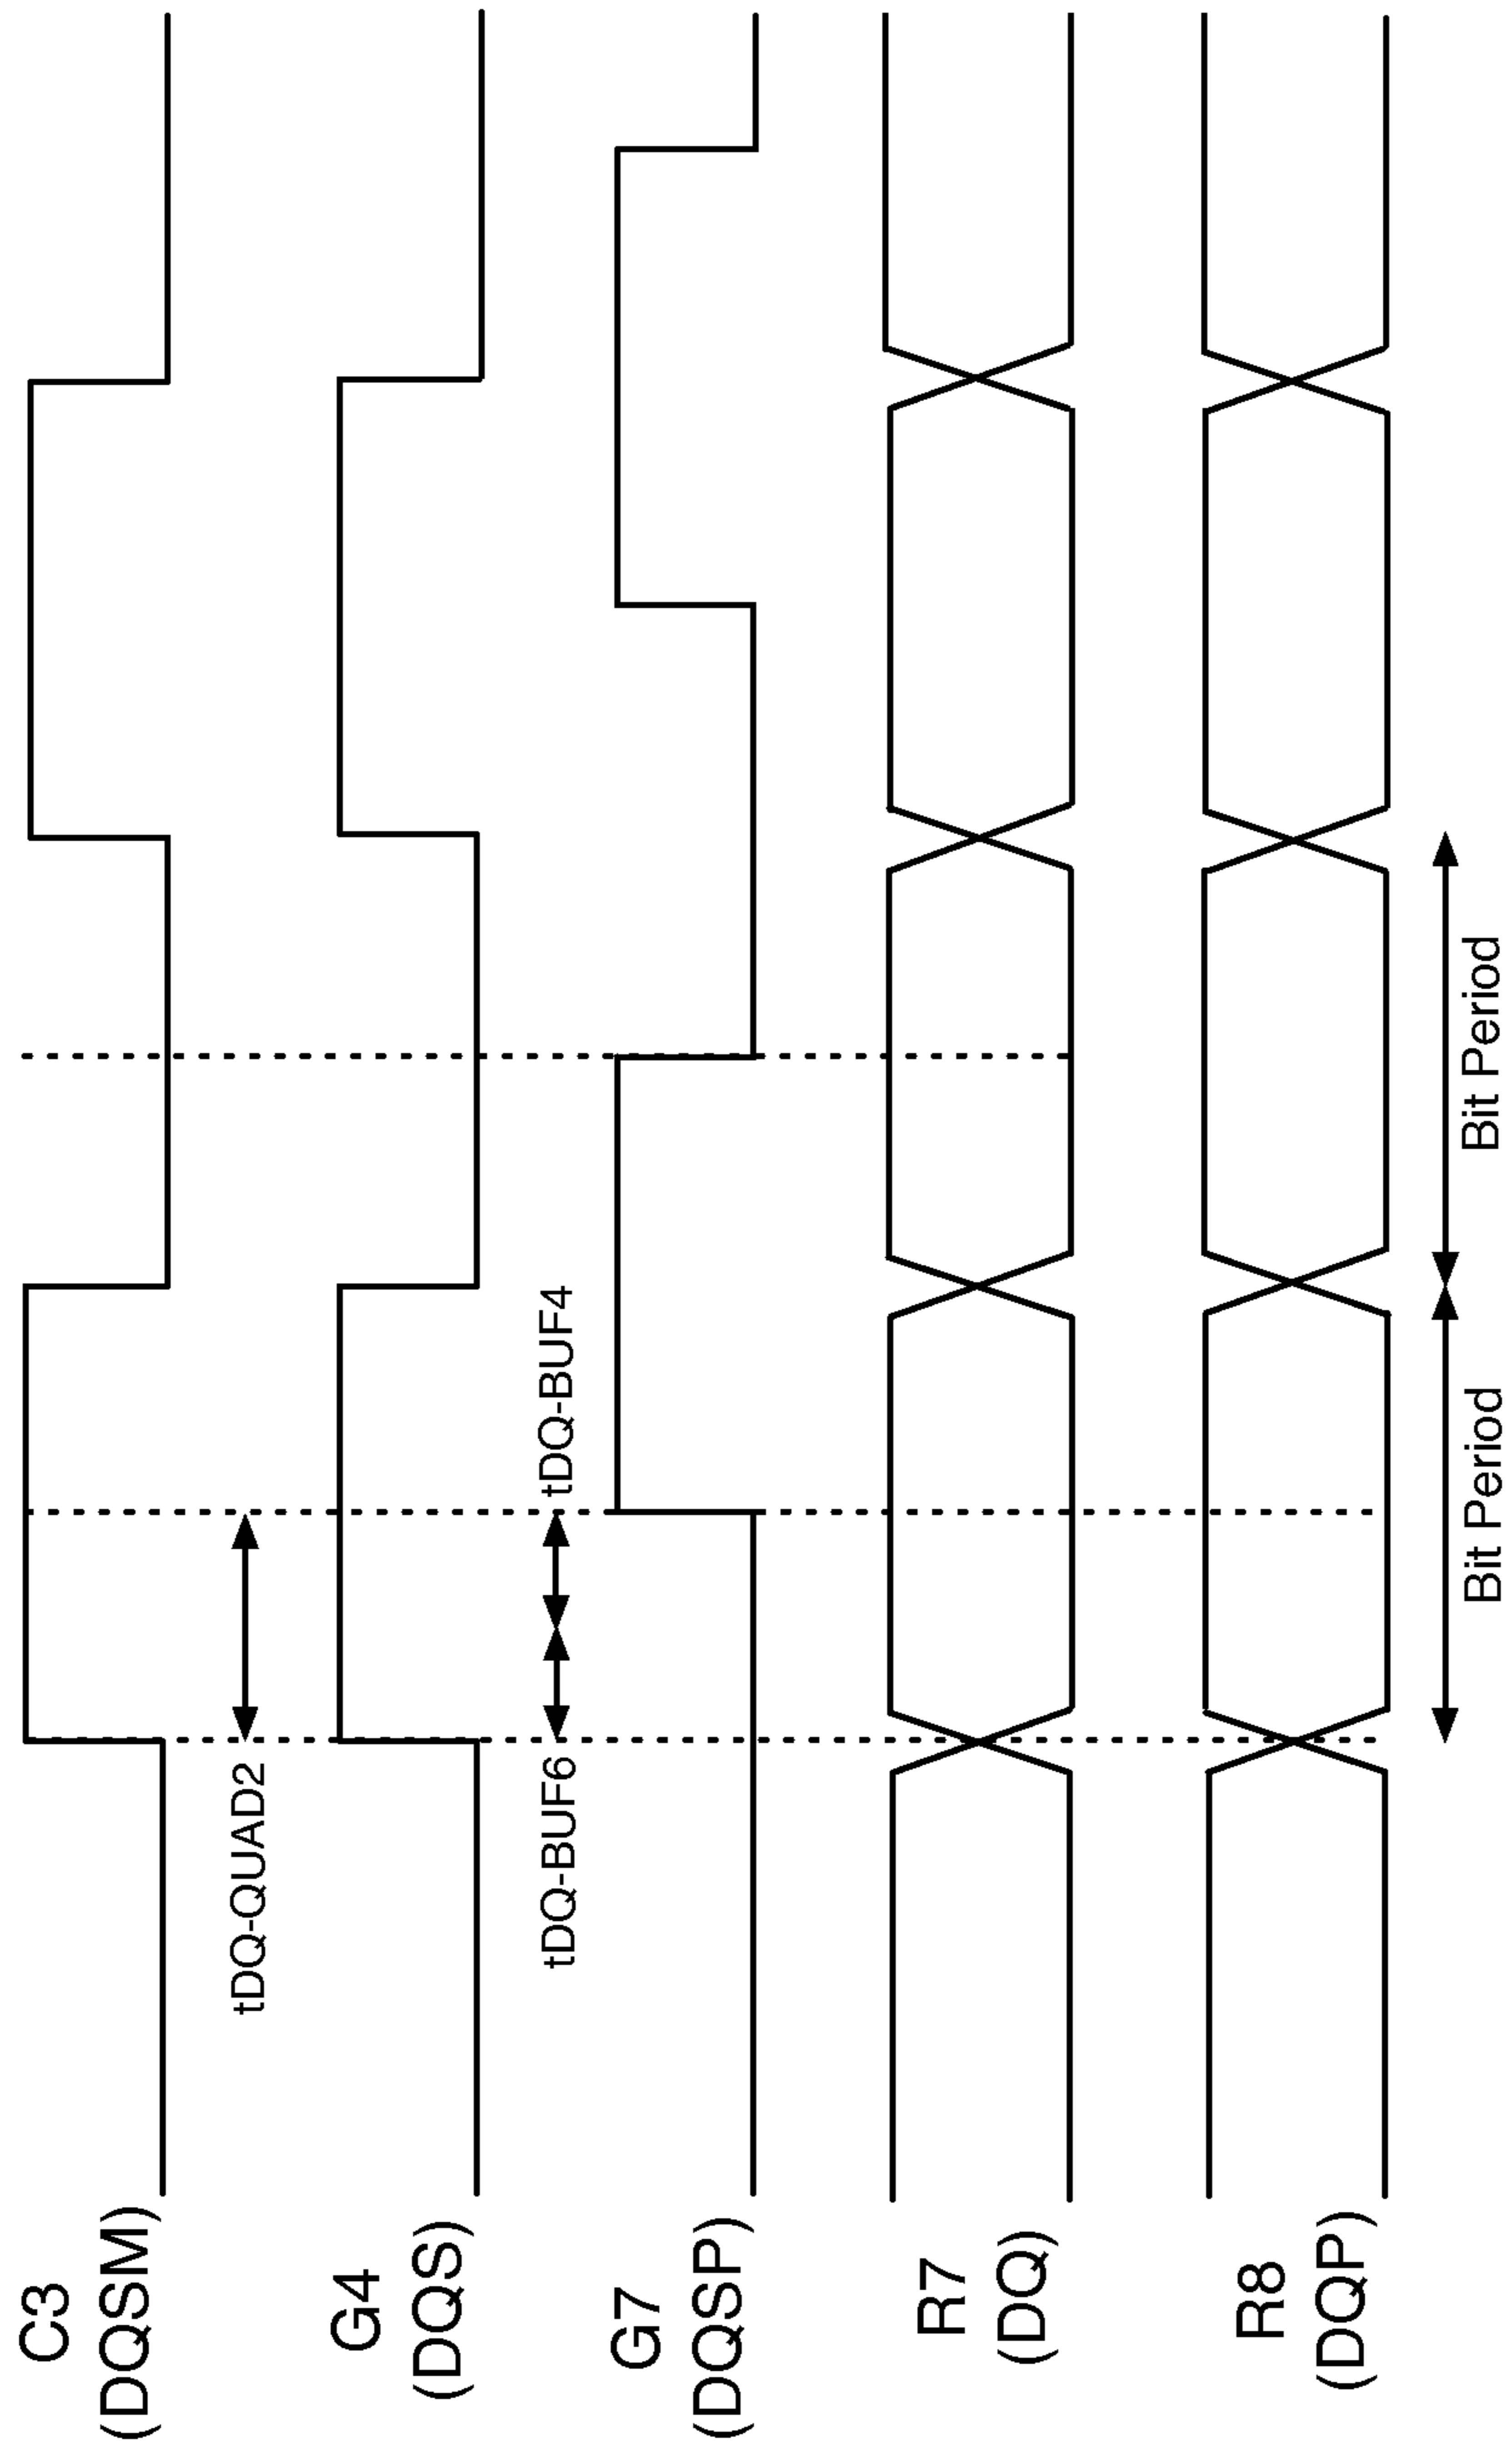 C3
(DQSM)
tDQ-QUAD2
G4
(DQS)
tDQ-BUF6
tDQ-BUF4
G7
(DQSP)
R7
(DQ)
R8
(DQP)
Bit Period
Bit Period